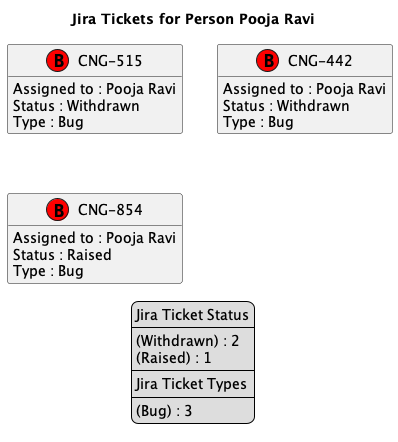 Jira Tickets for Person Pooja Ravi
B CNG-515
Assigned to : Pooja Ravi
Status : Withdrawn
Type : Bug
B CNG-442
Assigned to : Pooja Ravi
Status : Withdrawn
Type : Bug
B CNG-854
Assigned to : Pooja Ravi
Status : Raised
Type : Bug
Jira Ticket Status
(Withdrawn) : 2
(Raised) : 1
Jira Ticket Types
(Bug) : 3